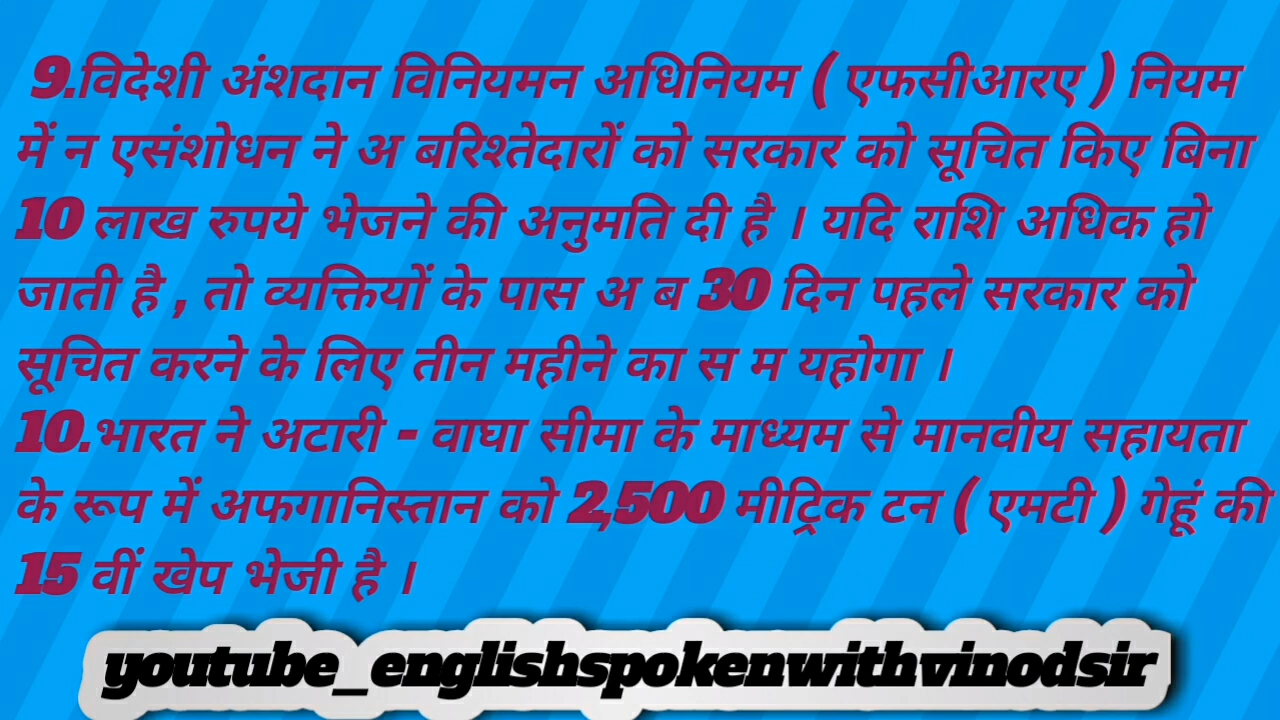 9.विदेशी अंशदान विनियमन अधिनियम ( एफसीआरए ) नियम
में न एसंशोधन ने अ बरिश्तेदारों को सरकार को सूचित किए बिना
10 लाख रुपये भेजने की अनुमति दी है । यदि राशि अधिक हो
जाती है , तो व्यक्तियों के पास अ ब 30 दिन पहले सरकार को
सूचित करने के लिए तीन महीने का स म यहोगा ।
10.भारत ने अटारी - वाघा सीमा के माध्यम से मानवीय सहायता
के रूप में अफगानिस्तान को 2,500 मीट्रिक टन ( एमटी ) गेहूं की
15 वीं खेप भेजी है ।
youtube_englishspokenwithvinodsir